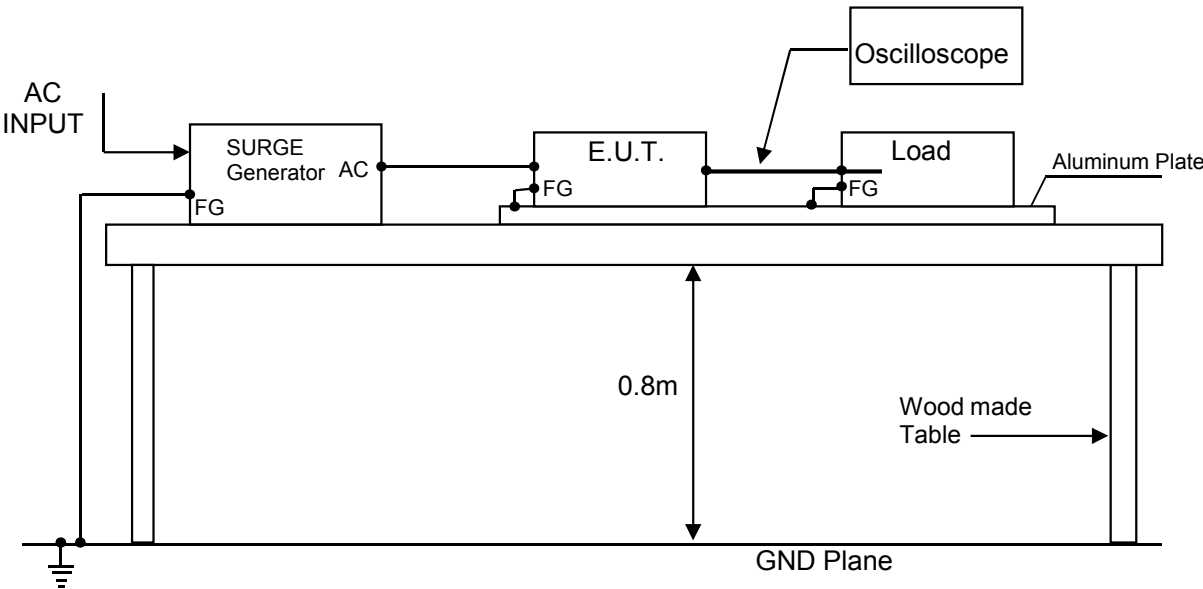 Oscilloscope
AC
INPUT
SURGE
Generator
AC
FG
E.U.T.
FG
Load
FG
Aluminum Plate
0.8m
Wood made
Table
GND Plane